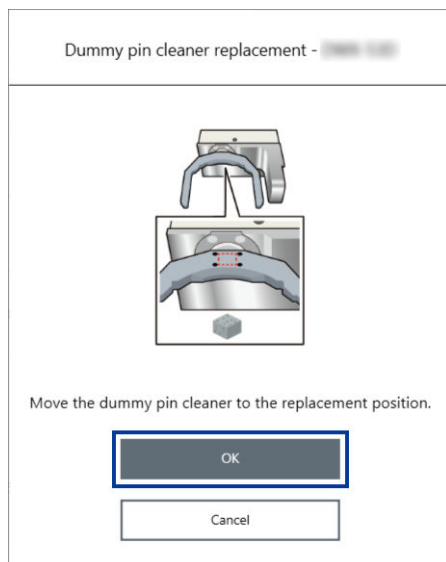 Dummy pin cleaner replacement -
Move the dummy pin cleaner to the replacement position.
OK
Cancel